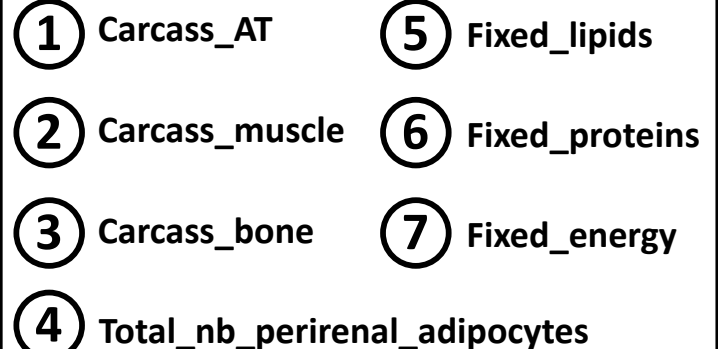 1 Carcass_AT
2 Carcass_muscle
3 Carcass_bone
4 Total_nb_perirenal_adipocytes
5 Fixed_lipids
6 Fixed_proteins
7 Fixed_energy